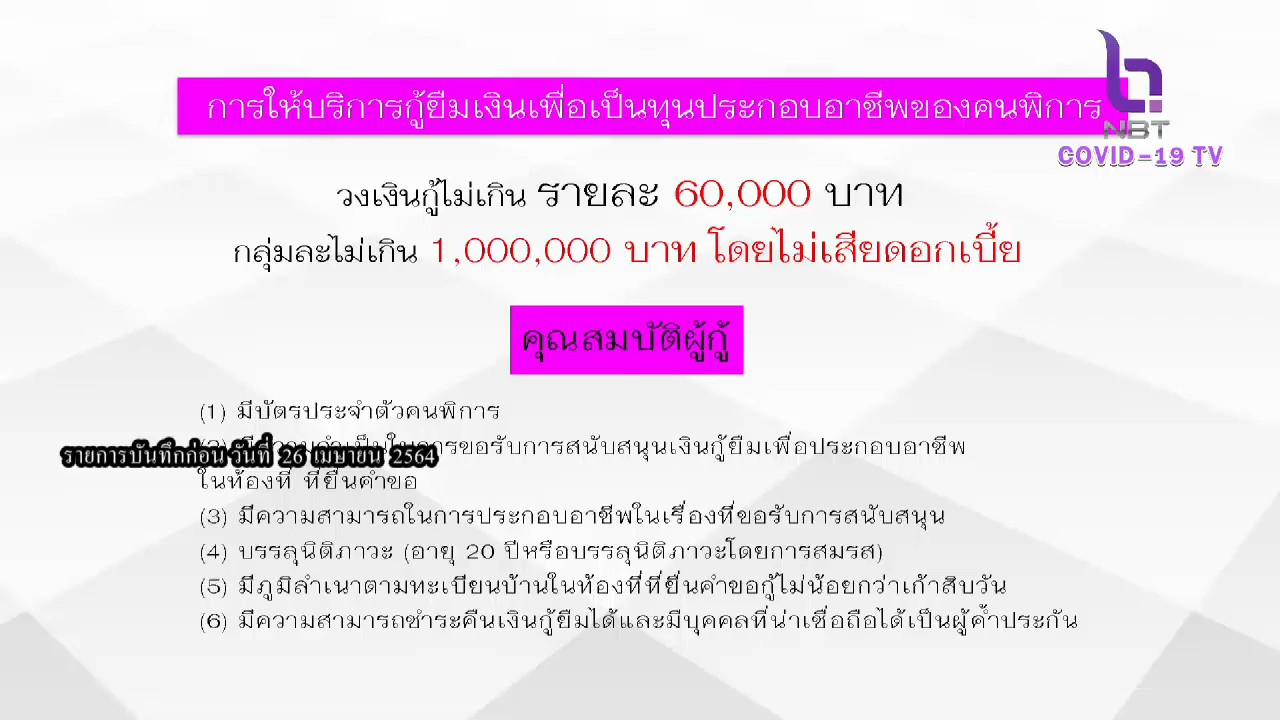 การให้บริการกู้ยืมเงินเพื่อเป็นทุนประกอบอาชีพของคนพิการ
NBT
COVID-19 TV
วงเงินกู้ไม่เกิน รายละ 60,000 บาท
กลุ่มละไม่เกิน 1,000,000 บาท โดยไม่เสียดอกเบี้ย
คุณสมบัติผู้กู้
(1) มีบัตรประจำตัวคนพิการ
(2) มีความจำเป็นในการขอรับการสนับสนุนเงินกู้ยืมเพื่อประกอบอาชีพ
รายการบันทึกก่อน วันที่ 26 เมษายน 2564
ในท้องที่ ที่ยื่นคำขอ
(3) มีความสามารถในการประกอบอาชีพในเรื่องที่ขอรับการสนับสนุน
(4) บรรลุนิติภาวะ (อายุ 20 ปีหรือบรรลุนิติภาวะโดยการสมรส)
(5) มีภูมิลำเนาตามทะเบียนบ้านในท้องที่ที่ยื่นคำขอกู้ไม่น้อยกว่าเก้าสิบวัน
(6) มีความสามารถชำระคืนเงินกู้ยืมได้และมีบุคคลที่น่าเชื่อถือได้เป็นผู้ค้ำประกัน